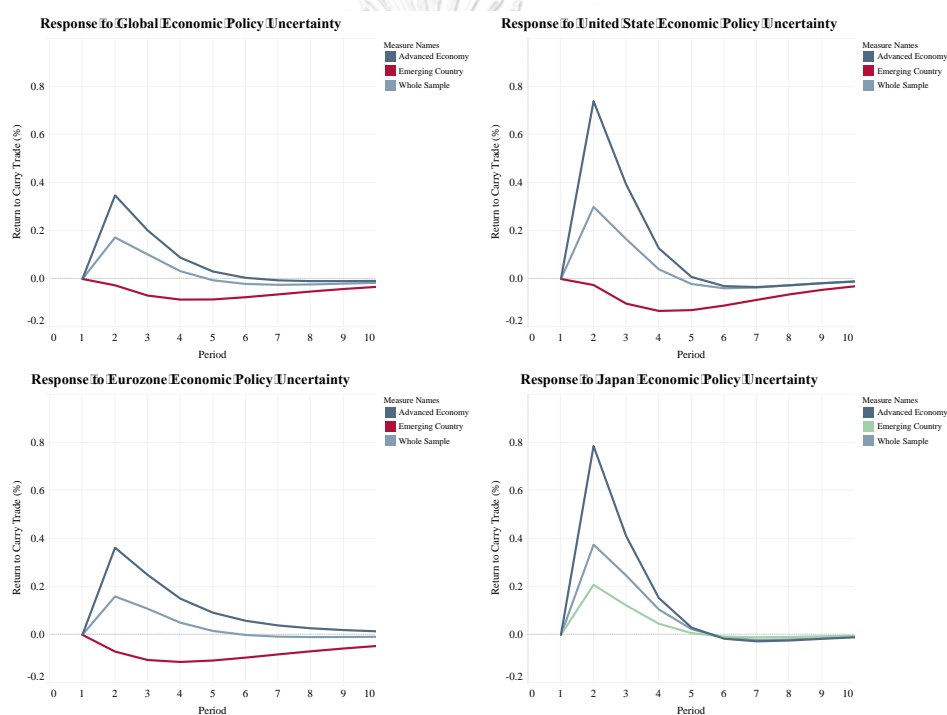 Response to Global Economic Policy Uncertainty
Measure Names
Advanced Economy
Emerging Country
Whole Sample
Return to Carry Trade (%)
0.8
0.6
0.4
0.2
0.0
-0.2
0 1 2 3 4 5 6 7 8 9 10
Period
Response to United State Economic Policy Uncertainty
Measure Names
Advanced Economy
Emerging Country
Whole Sample
Return to Carry Trade (%)
0.8
0.6
0.4
0.2
0.0
-0.2
0 1 2 3 4 5 6 7 8 9 10
Period
Response to Eurozone Economic Policy Uncertainty
Measure Names
Advanced Economy
Emerging Country
Whole Sample
Return to Carry Trade (%)
0.8
0.6
0.4
0.2
0.0
-0.2
0 1 2 3 4 5 6 7 8 9 10
Period
Response to Japan Economic Policy Uncertainty
Measure Names
Advanced Economy
Emerging Country
Whole Sample
Return to Carry Trade (%)
0.8
0.6
0.4
0.2
0.0
-0.2
0 1 2 3 4 5 6 7 8 9 10
Period